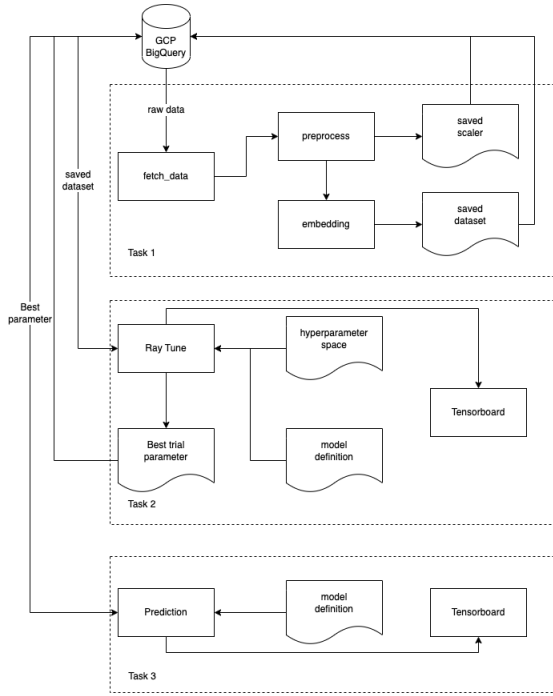 GCP
BigQuery
raw data
saved
scaler
preprocess
fetch_data
saved
dataset
embedding
saved
dataset
Task 1
Best
parameter
Ray Tune
hyperparameter
space
Tensorboard
Best trial
parameter
model
definition
Task 2
Prediction
model
definition
Tensorboard
Task 3